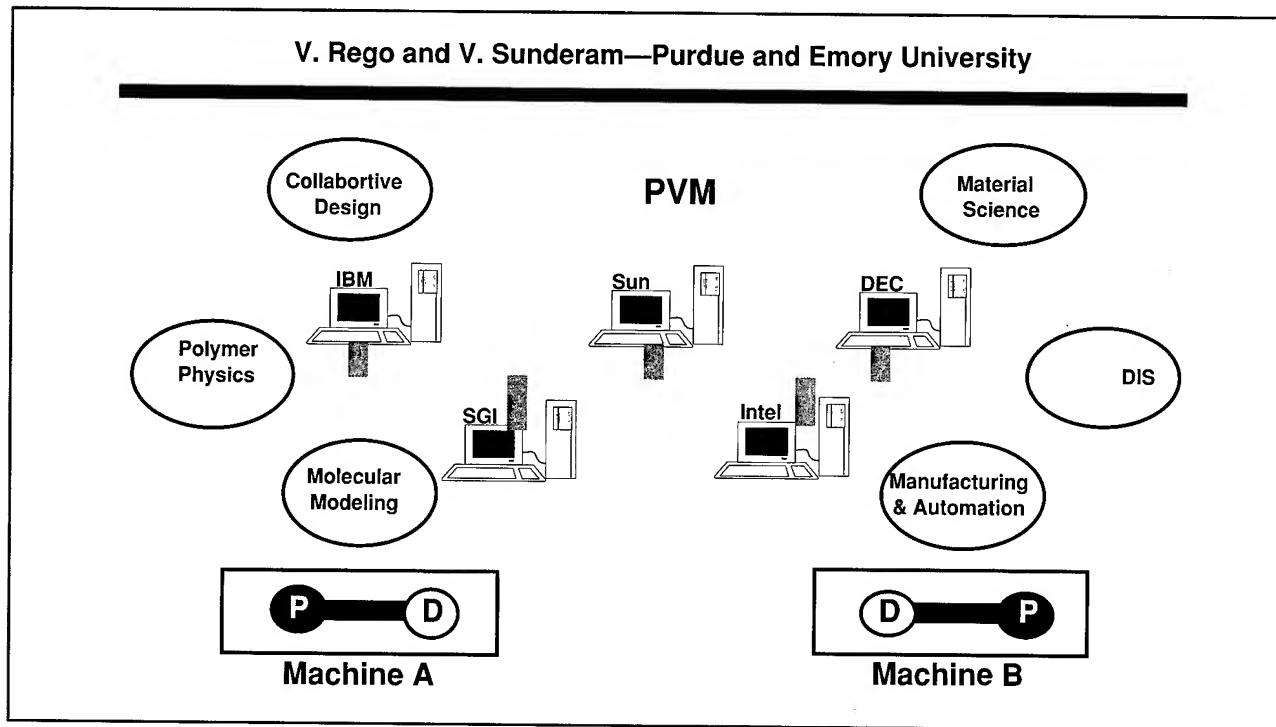 V. Rego and V. Sunderam—Purdue and Emory University
Collabortive
Design
PVM
Material
Science
IBM
Sun
DEC
Polymer
Physics
DIS
SGI
Intel
Molecular
Modeling
Manufacturing
& Automation
P
D
D
P
Machine A
Machine B